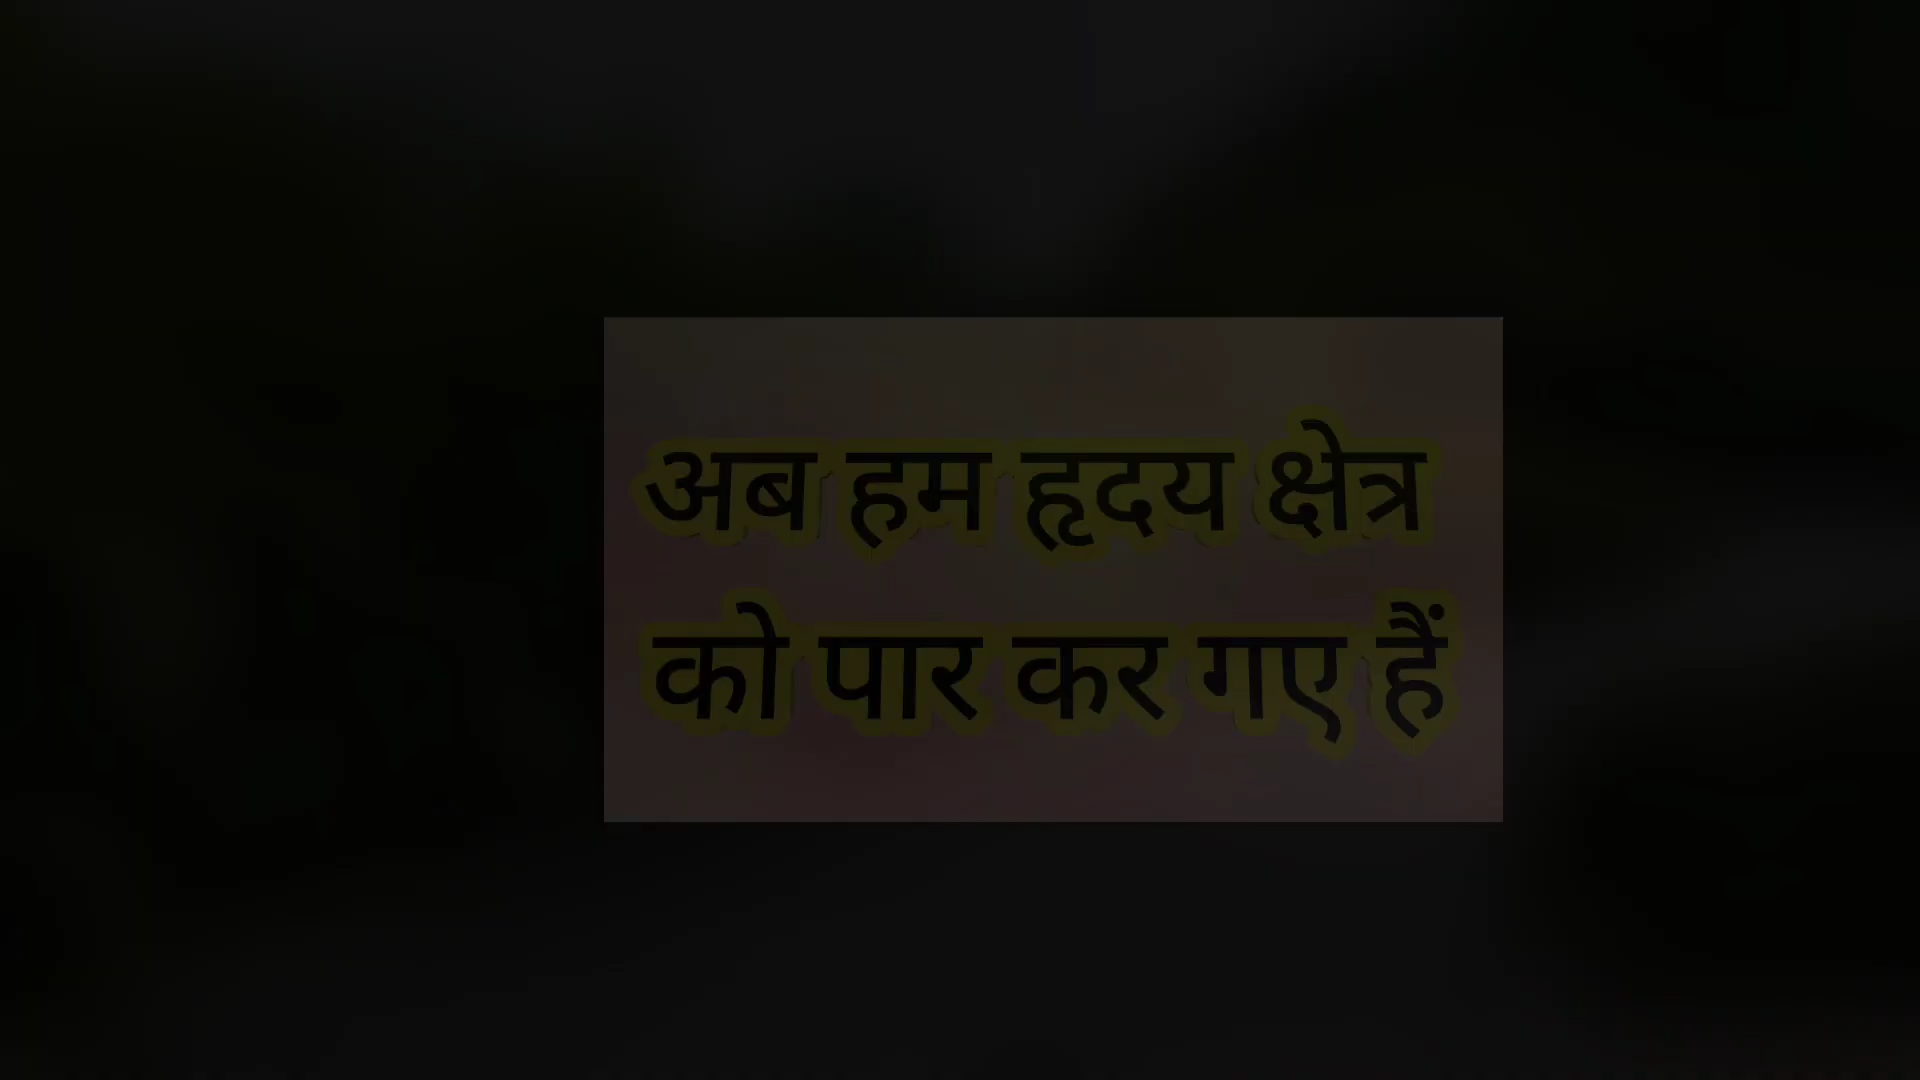 अब हम हृदय क्षेत्र
को पार कर गए हैं